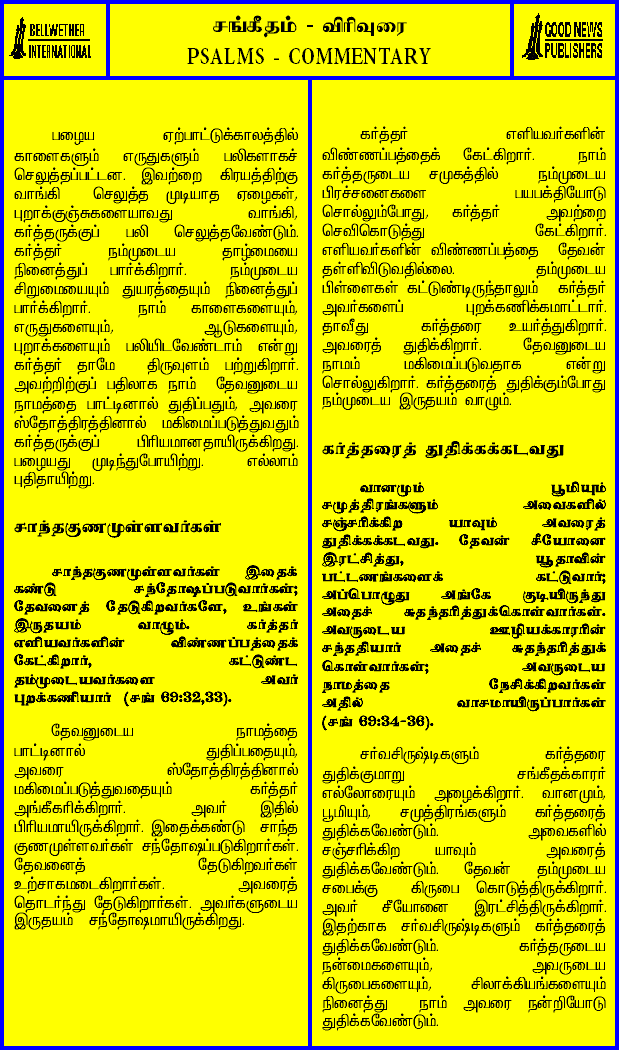 BELLWETHER
INTERNATIONAL
சங்கீதம் - விரிவுரை
PSALMS - COMMENTARY
GOOD NEWS
PUBLISHERS
பழைய ஏற்பாட்டுக்காலத்தில்
காளைகளும் எருதுகளும் பலிகளாகச்
செலுத்தப்பட்டன. இவற்றை கிரயத்திற்கு
வாங்கி செலுத்த முடியாத ஏழைகள்,
புறாக்குஞ்சுகளையாவது வாங்கி,
கர்த்தருக்குப் பலி செலுத்தவேண்டும்.
கர்த்தர் நம்முடைய தாழ்மையை
நினைத்துப் பார்க்கிறார். நம்முடைய
சிறுமையையும் துயரத்தையும் நினைத்துப்
பார்க்கிறார். நாம் காளைகளையும்,
எருதுகளையும், ஆடுகளையும்,
புறாக்களையும் பலியிடவேண்டாம் என்று
கர்த்தர் தாமே திருவுளம் பற்றுகிறார்.
அவற்றிற்குப் பதிலாக நாம் தேவனுடைய
நாமத்தை பாட்டினால் துதிப்பதும், அவரை
ஸ்தோத்திரத்தினால் மகிமைப்படுத்துவதும்
கர்த்தருக்குப் பிரியமானதாயிருக்கிறது.
பழையது முடிந்துபோயிற்று. எல்லாம்
புதிதாயிற்று.
சாந்தகுணமுள்ளவர்கள்
சாந்தகுணமுள்ளவர்கள் இதைக்
கண்டு சந்தோஷப்படுவார்கள்;
தேவனைத் தேடுகிறவர்களே, உங்கள்
இருதயம் வாழும். கர்த்தர்
எளியவர்களின் விண்ணப்பத்தைக்
கேட்கிறார், கட்டுண்ட
தம்முடையவர்களை அவர்
புறக்கணியார் (சங் 69:32,33).
தேவனுடைய நாமத்தை
பாட்டினால் துதிப்பதையும்,
அவரை ஸ்தோத்திரத்தினால்
மகிமைப்படுத்துவதையும் கர்த்தர்
அங்கீகரிக்கிறார். அவர் இதில்
பிரியமாயிருக்கிறார். இதைக்கண்டு சாந்த
குணமுள்ளவர்கள் சந்தோஷப்படுகிறார்கள்.
தேவனைத் தேடுகிறவர்கள்
உற்சாகமடைகிறார்கள். அவரைத்
தொடர்ந்து தேடுகிறார்கள். அவர்களுடைய
இருதயம் சந்தோஷமாயிருக்கிறது.
கர்த்தர் எளியவர்களின்
விண்ணப்பத்தைக் கேட்கிறார். நாம்
கர்த்தருடைய சமுகத்தில் நம்முடைய
பிரச்சனைகளை பயபக்தியோடு
சொல்லும்போது, கர்த்தர் அவற்றை
செவிகொடுத்து கேட்கிறார்.
எளியவர்களின் விண்ணப்பத்தை தேவன்
தள்ளிவிடுவதில்லை. தம்முடைய
பிள்ளைகள் கட்டுண்டிருந்தாலும் கர்த்தர்
அவர்களைப் புறக்கணிக்கமாட்டார்.
தாவீது கர்த்தரை உயர்த்துகிறார்.
அவரைத் துதிக்கிறார். தேவனுடைய
நாமம் மகிமைப்படுவதாக என்று
சொல்லுகிறார். கர்த்தரைத் துதிக்கும்போது
நம்முடைய இருதயம் வாழும்.
கர்த்தரைத் துதிக்கக்கடவது
வானமும் பூமியும்
சமுத்திரங்களும் அவைகளில்
சஞ்சரிக்கிற யாவும் அவரைத்
துதிக்கக்கடவது. தேவன் சீயோனை
இரட்சித்து, யூதாவின்
பட்டணங்களைக் கட்டுவார்;
அப்பொழுது அங்கே குடியிருந்து
அதைச் சுதந்தரித்துக்கொள்வார்கள்.
அவருடைய ஊழியக்காரரின்
சந்ததியார் அதைச் சுதந்தரித்துக்
கொள்வார்கள்; அவருடைய
நாமத்தை நேசிக்கிறவர்கள்
அதில் வாசமாயிருப்பார்கள்
(சங் 69:34-36).
சர்வசிருஷ்டிகளும் கர்த்தரை
துதிக்குமாறு சங்கீதக்காரர்
எல்லோரையும் அழைக்கிறார். வானமும்,
பூமியும், சமுத்திரங்களும் கர்த்தரைத்
துதிக்கவேண்டும். அவைகளில்
சஞ்சரிக்கிற யாவும் அவரைத்
துதிக்கவேண்டும். தேவன் தம்முடைய
சபைக்கு கிருபை கொடுத்திருக்கிறார்.
அவர் சீயோனை இரட்சித்திருக்கிறார்.
இதற்காக சர்வசிருஷ்டிகளும் கர்த்தரைத்
துதிக்கவேண்டும். கர்த்தருடைய
நன்மைகளையும், அவருடைய
கிருபைகளையும், சிலாக்கியங்களையும்
நினைத்து நாம் அவரை நன்றியோடு
துதிக்கவேண்டும்.